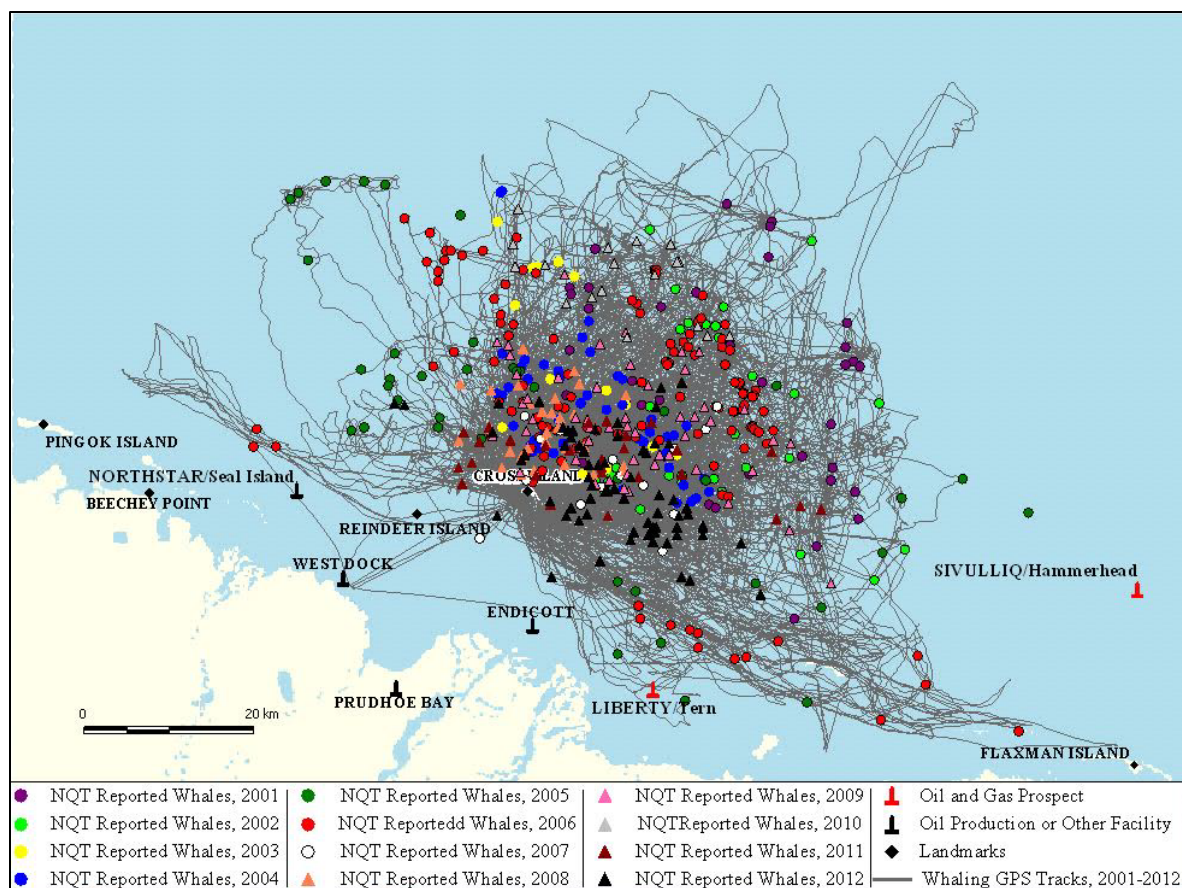 PINGOK ISLAND
NORTHSTAR/Seal Island
BEECHEY POINT
CROSS ISLAND
REINDEER ISLAND
WEST DOCK
SIVULLIQ/Hammerhead
ENDICOTT
PRUDHOE BAY
LIBERTY/Tern
FLAXMAN ISLAND
0 20 km
NQT Reported Whales, 2001
NQT Reported Whales, 2002
NQT Reported Whales, 2003
NQT Reported Whales, 2004
NQT Reported Whales, 2005
NQT Reportedd Whales, 2006
NQT Reported Whales, 2007
NQT Reported Whales, 2008
NQT Reported Whales, 2009
NQTReported Whales, 2010
NQT Reported Whales, 2011
NQT Reported Whales, 2012
Oil and Gas Prospect
Oil Production or Other Facility
Landmarks
Whaling GPS Tracks, 2001-2012